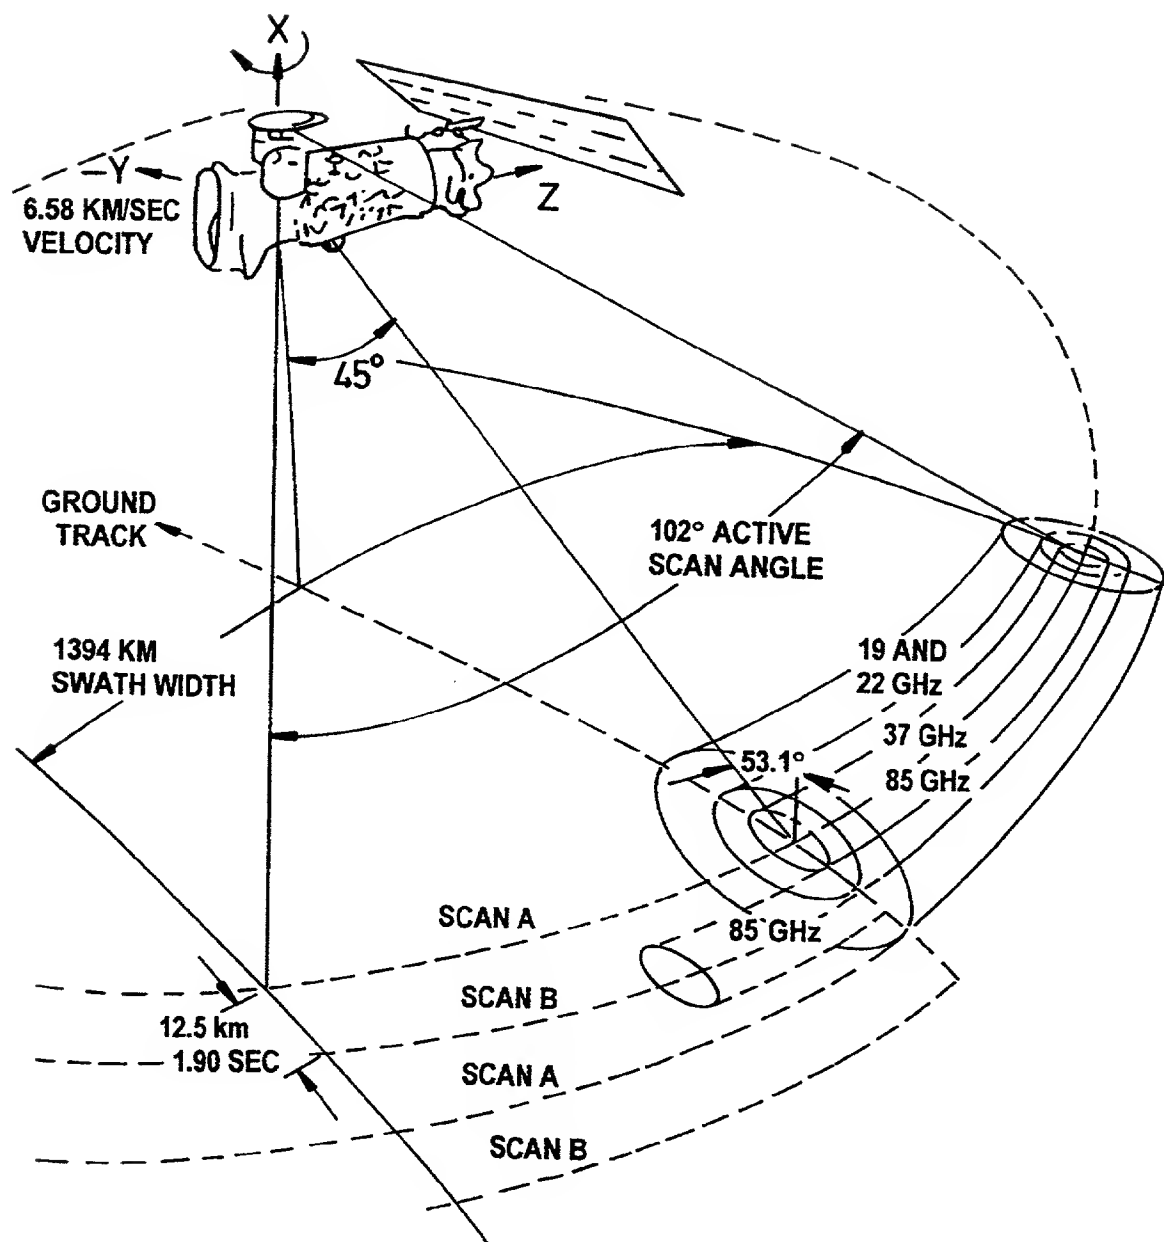 X
–Y
6.58 KM/SEC
VELOCITY
Z
45°
GROUND
TRACK
102° ACTIVE
SCAN ANGLE
1394 KM
SWATH WIDTH
19 AND
22 GHz
37 GHz
53.1°
85 GHz
SCAN A
85 GHz
SCAN B
12.5 km
1.90 SEC
SCAN A
SCAN B